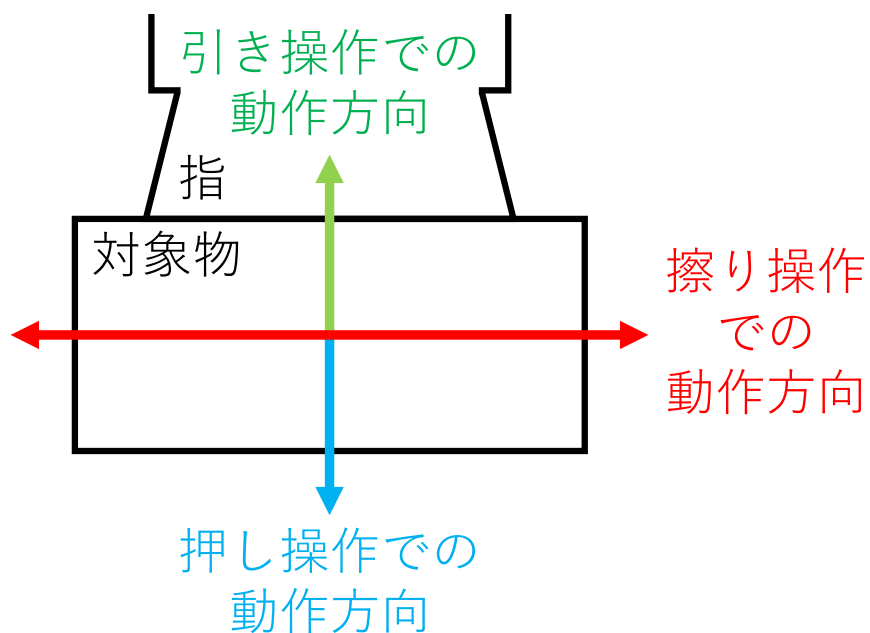 引き操作での
動作方向
指
対象物
擦り操作
での
動作方向
押し操作での
動作方向